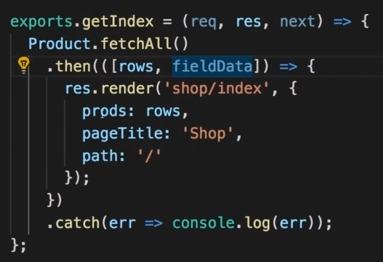 exports.getIndex = (req, res, next) => {
  Product.fetchAll()
    .then(([rows, fieldData]) => {
      res.render('shop/index', {
        prods: rows,
        pageTitle: 'Shop',
        path: '/'
      });
    })
    .catch(err => console.log(err));
};